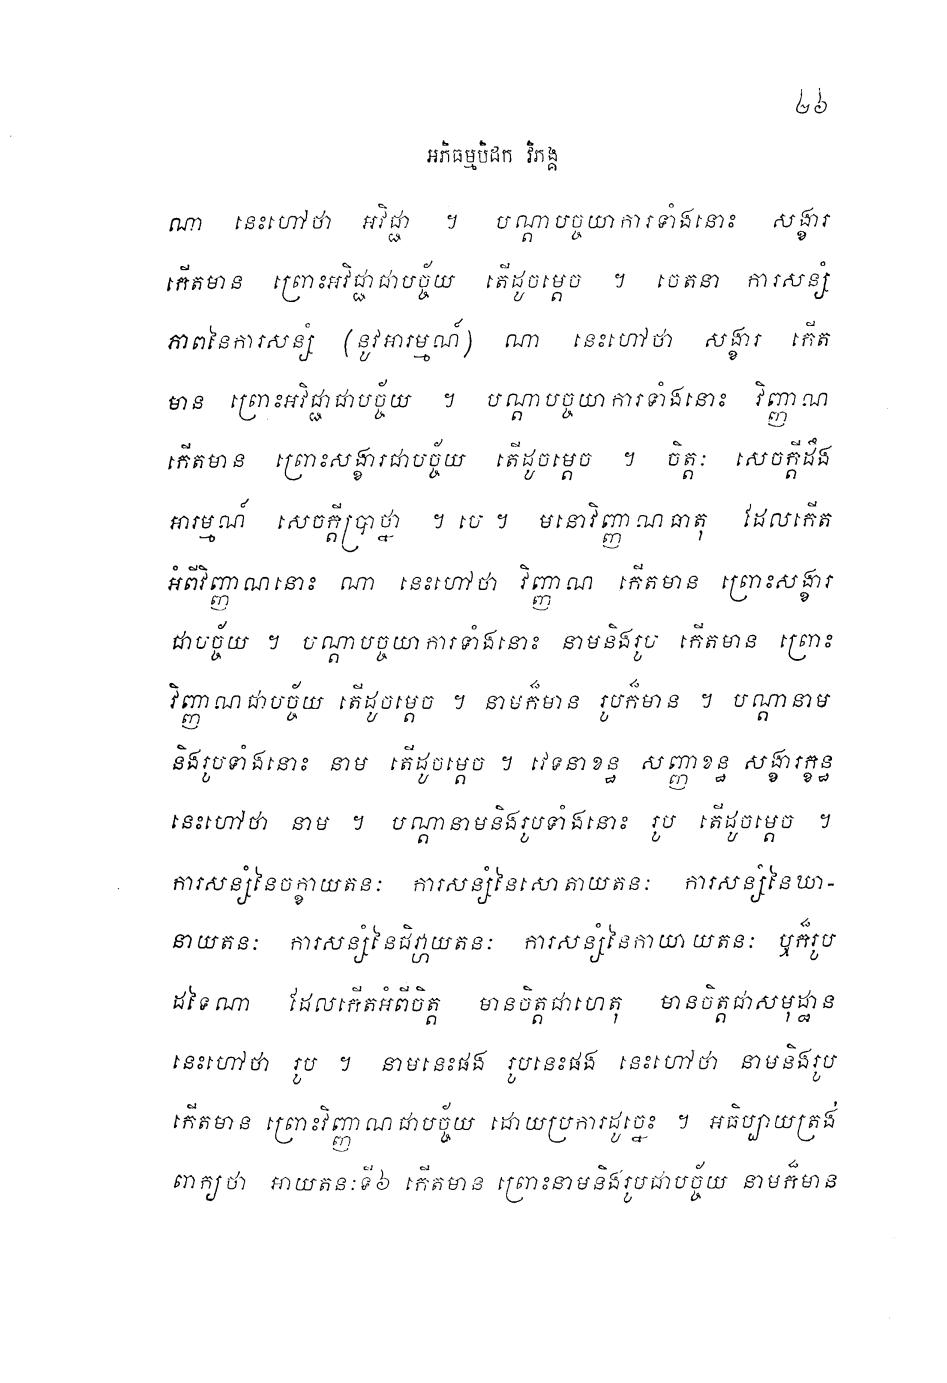 ២៦
អភិធម្មបិដក វិភង្គ
ណា នេះហៅថា អវិជ្ជា ។ បណ្តាបច្ចយាការទាំងនោះ សង្ខារ
កើតមាន ព្រោះអវិជ្ជាជាបច្ច័យ តើដូចម្តេច ។ ចេតនា ការសន្សំ
ភាពនៃការសន្សំ (នូវអារម្មណ៍) ណា នេះហៅថា សង្ខារ កើត
មាន ព្រោះអវិជ្ជាជាបច្ច័យ ។ បណ្តាបច្ចយាការទាំងនោះ វិញ្ញាណ
កើតមាន ព្រោះសង្ខារជាបច្ច័យ តើដូចម្តេច ។ ចិត្តៈ សេចក្តីដឹង
អារម្មណ៍ សេចក្តីប្រាថ្នា ។ បេ ។ មនោវិញ្ញាណធាតុ ដែលកើត
អំពីវិញ្ញាណនោះ ណា នេះហៅថា វិញ្ញាណ កើតមាន ព្រោះសង្ខារ
ជាបច្ច័យ ។ បណ្តាបច្ចយាការទាំងនោះ នាមនិងរូប កើតមាន ព្រោះ
វិញ្ញាណជាបច្ច័យ តើដូចម្តេច ។ នាមក៏មាន រូបក៏មាន ។ បណ្តានាម
និងរូបទាំងនោះ នាម តើដូចម្តេច ។ វេទនាខន្ធ សញ្ញាខន្ធ សង្ខារក្ខន្ធ
នេះហៅថា នាម ។ បណ្តានាមនិងរូបទាំងនោះ រូប តើដូចម្តេច ។
ការសន្សំនៃចក្ខាយតនៈ ការសន្សំនៃសោតាយតនៈ ការសន្សំនៃឃា-
នាយតនៈ ការសន្សំនៃជិវ្ហាយតនៈ ការសន្សំនៃកាយាយតនៈ ឬក៏រូប
ដទៃណា ដែលកើតអំពីចិត្ត មានចិត្តជាហេតុ មានចិត្តជាសមុដ្ឋាន
នេះហៅថា រូប ។ នាមនេះផង រូបនេះផង នេះហៅថា នាមនិងរូប
កើតមាន ព្រោះវិញ្ញាណជាបច្ច័យ ដោយប្រការដូច្នេះ ។ អធិប្បាយត្រង់
ពាក្យថា អាយតនៈទី៦ កើតមាន ព្រោះនាមនិងរូបជាបច្ច័យ នាមក៏មាន